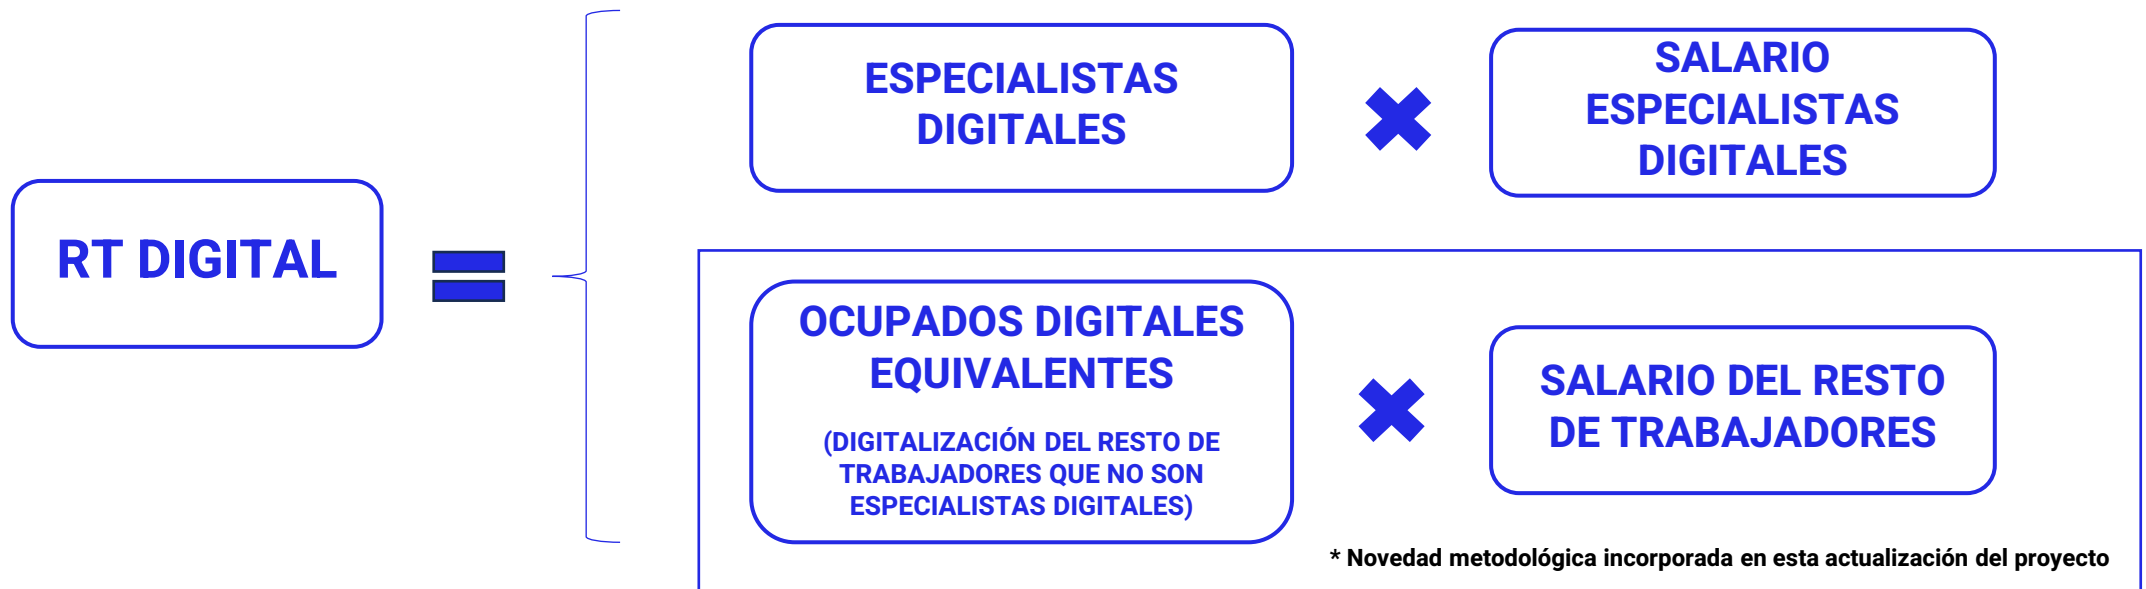 RT DIGITAL
ESPECIALISTAS
DIGITALES
SALARIO
ESPECIALISTAS
DIGITALES
OCUPADOS DIGITALES
EQUIVALENTES
(DIGITALIZACIÓN DEL RESTO DE
TRABAJADORES QUE NO SON
ESPECIALISTAS DIGITALES)
SALARIO DEL RESTO
DE TRABAJADORES
* Novedad metodológica incorporada en esta actualización del proyecto